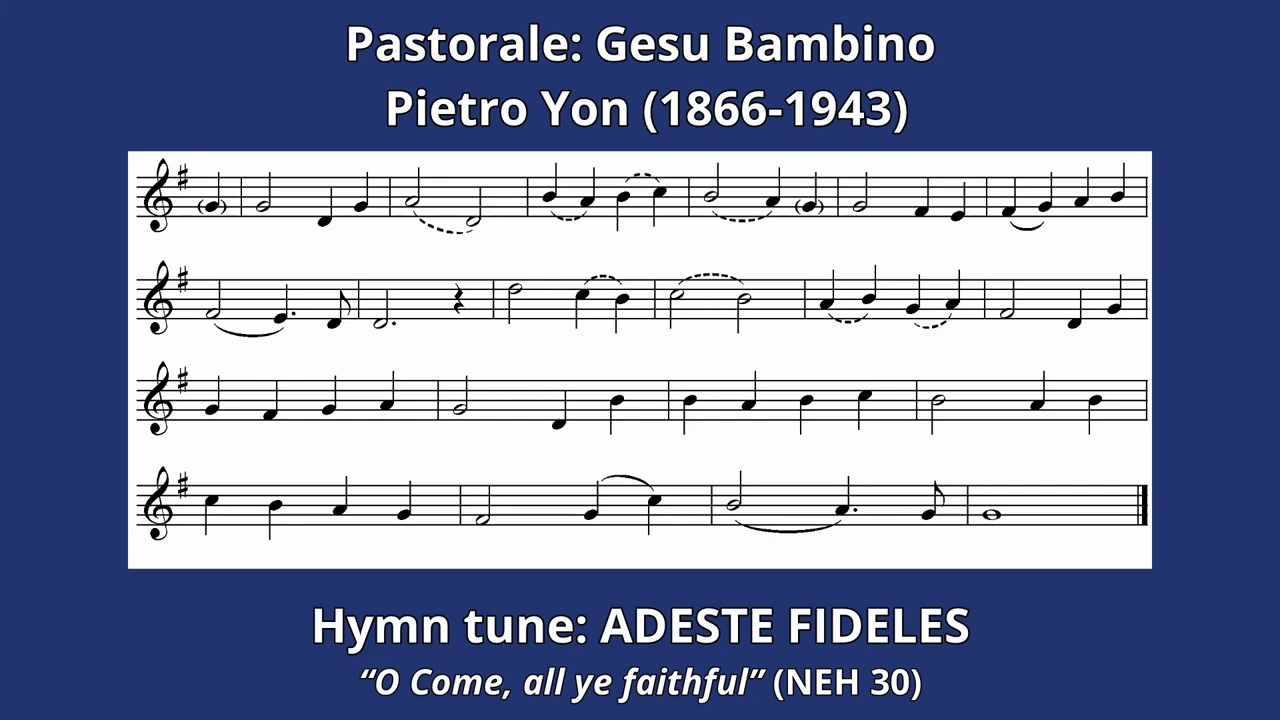 Pastorale: Gesu Bambino
Pietro Yon (1866-1943)
Hymn tune: ADESTE FIDELES
“O Come, all ye faithful” (NEH 30)